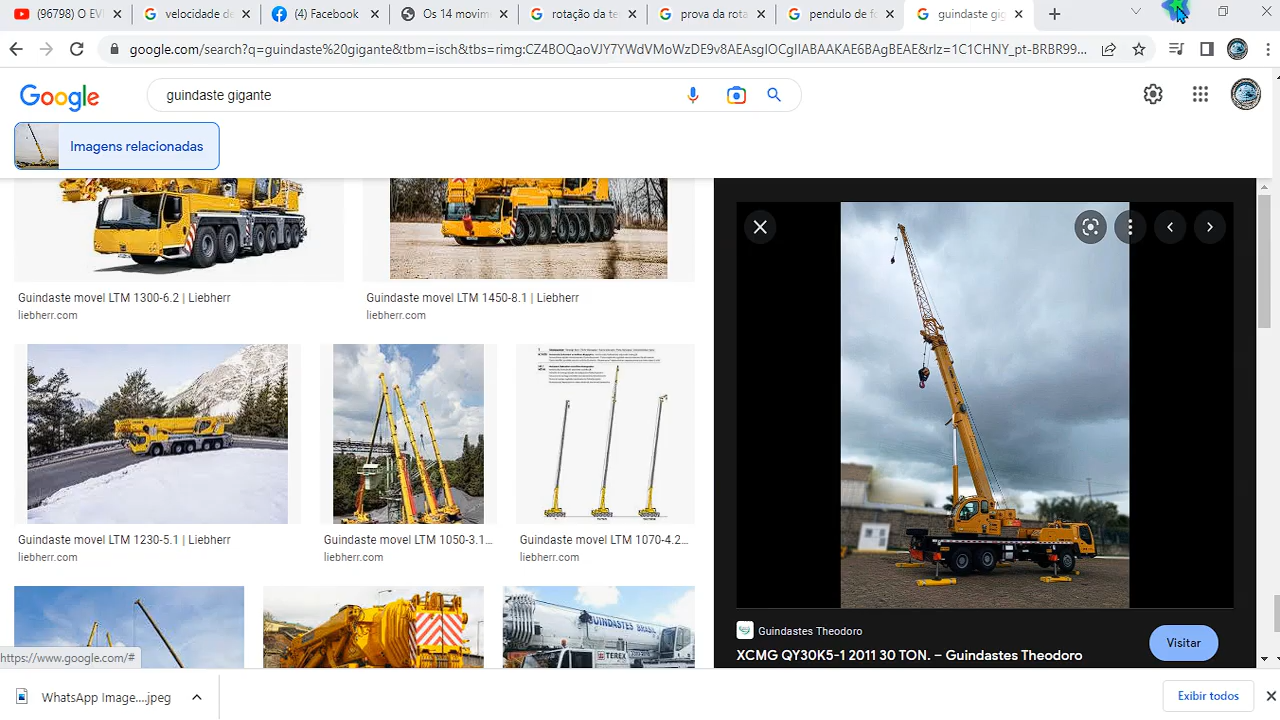 (96798) O EVI
velocidade de
(4) Facebook
Os 14 movim
rotação da te
prova da rota
pendulo de fo
guindaste gig
google.com/search?q=guindaste%20gigante&tbm=isch&tbs=rimg:CZ4BOQaoVJY7YWdVMoWzDE9v8AEAsgIOCgIIABAAKAE6BAgBEAE&rlz=1C1CHNY_pt-BRBR99...
Google
guindaste gigante
Imagens relacionadas
Guindaste movel LTM 1300-6.2 | Liebherr
liebherr.com
Guindaste movel LTM 1450-8.1 | Liebherr
liebherr.com
Guindaste movel LTM 1230-5.1 | Liebherr
liebherr.com
Guindaste movel LTM 1050-3.1...
liebherr.com
Guindaste movel LTM 1070-4.2...
liebherr.com
GUINDASTES BRASIL
TEREX
Guindastes Theodoro
XCMG QY30K5-1 2011 30 TON. – Guindastes Theodoro
Visitar
https://www.google.com/#
WhatsApp Image....jpeg
Exibir todos